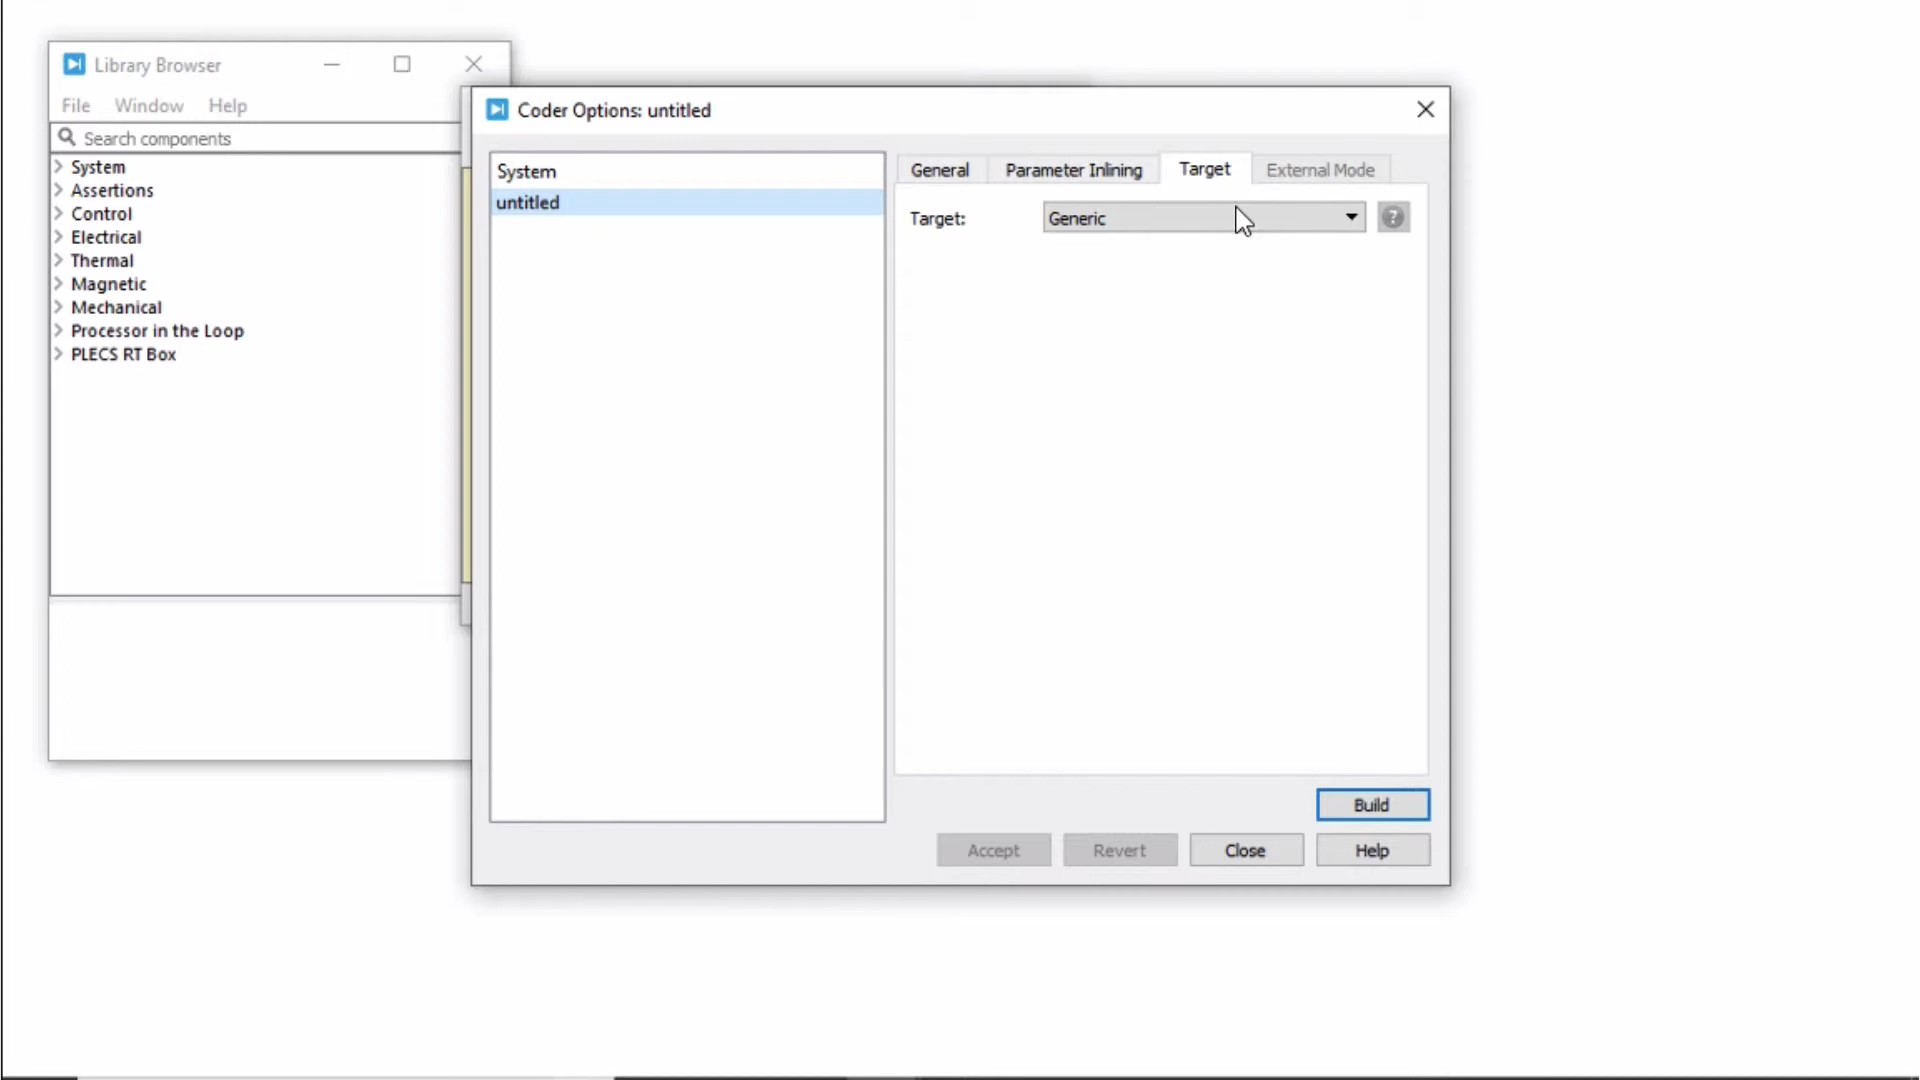 Library Browser
File Window Help
Search components
System
Assertions
Control
Electrical
Thermal
Magnetic
Mechanical
Processor in the Loop
PLECS RT Box
Coder Options: untitled
System
untitled
General Parameter Inlining Target External Mode
Target: Generic ?
Build
Accept Revert Close Help